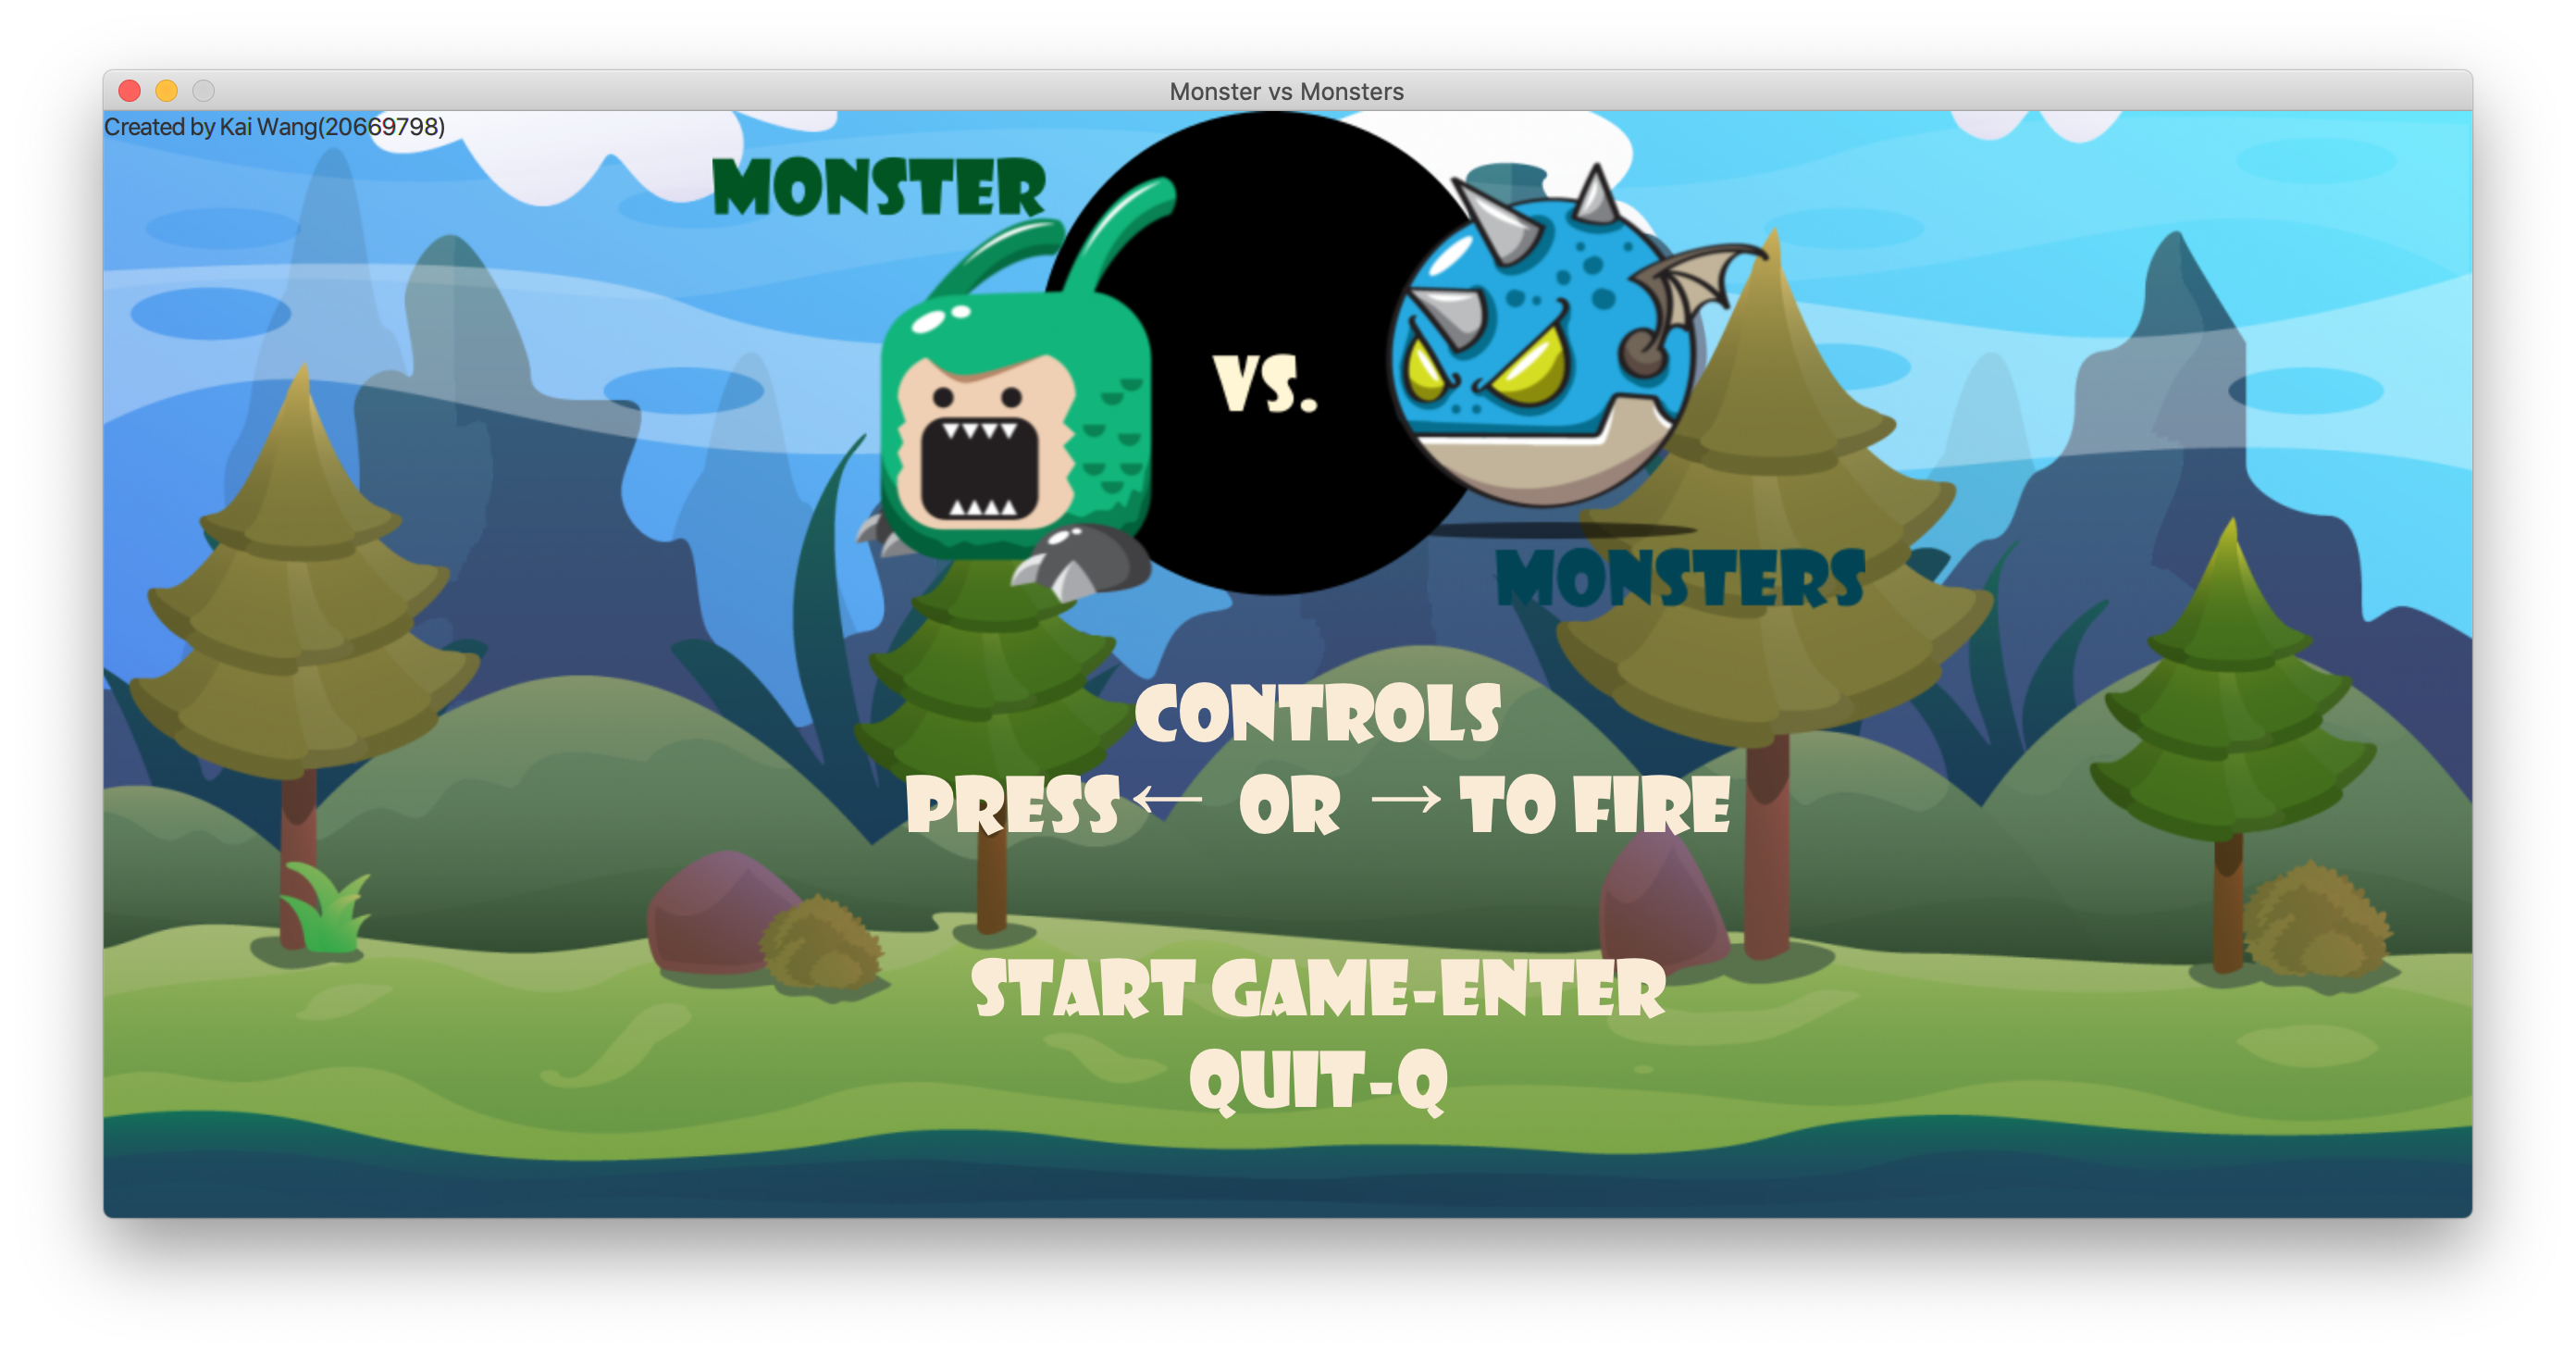 Monster vs Monsters
Created by Kai Wang(20669798)
MONSTER
VS.
MONSTERS
CONTROLS
PRESS ← OR → TO FIRE
START GAME-ENTER
QUIT-Q